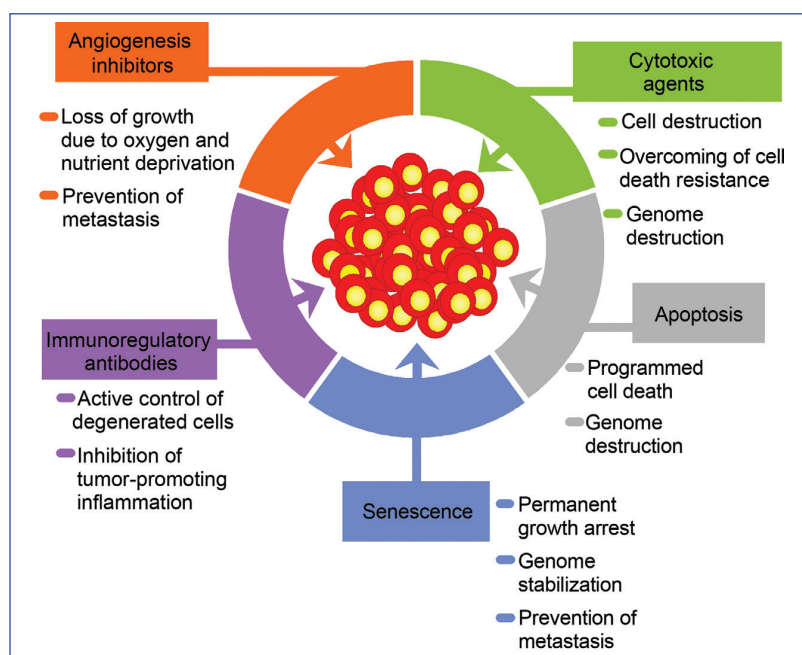 Angiogenesis
inhibitors
Loss of growth
due to oxygen and
nutrient deprivation
Prevention of
metastasis
Cytotoxic
agents
Cell destruction
Overcoming of cell
death resistance
Genome
destruction
Apoptosis
Programmed
cell death
Genome
destruction
Immunoregulatory
antibodies
Active control of
degenerated cells
Inhibition of
tumor-promoting
inflammation
Senescence
Permanent
growth arrest
Genome
stabilization
Prevention of
metastasis